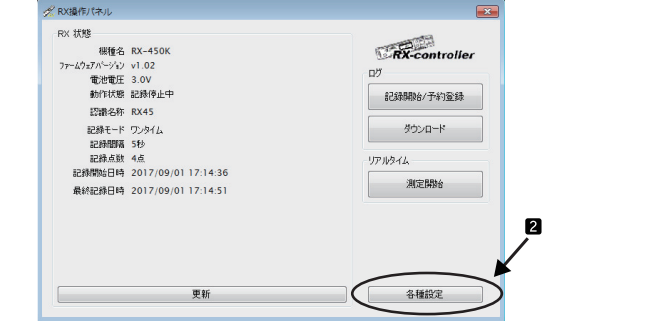 RX操作パネル
RX 状態
機種名 RX-450K
ファームウェアバージョン v1.02
電池電圧 3.0V
動作状態 記録停止中
認識名称 RX45
記録モード ワンタイム
記録間隔 5秒
記録点数 4点
記録開始日時 2017/09/01 17:14:36
最終記録日時 2017/09/01 17:14:51
更新
RX-controller
ログ
記録開始/予約登録
ダウンロード
リアルタイム
測定開始
2
各種設定